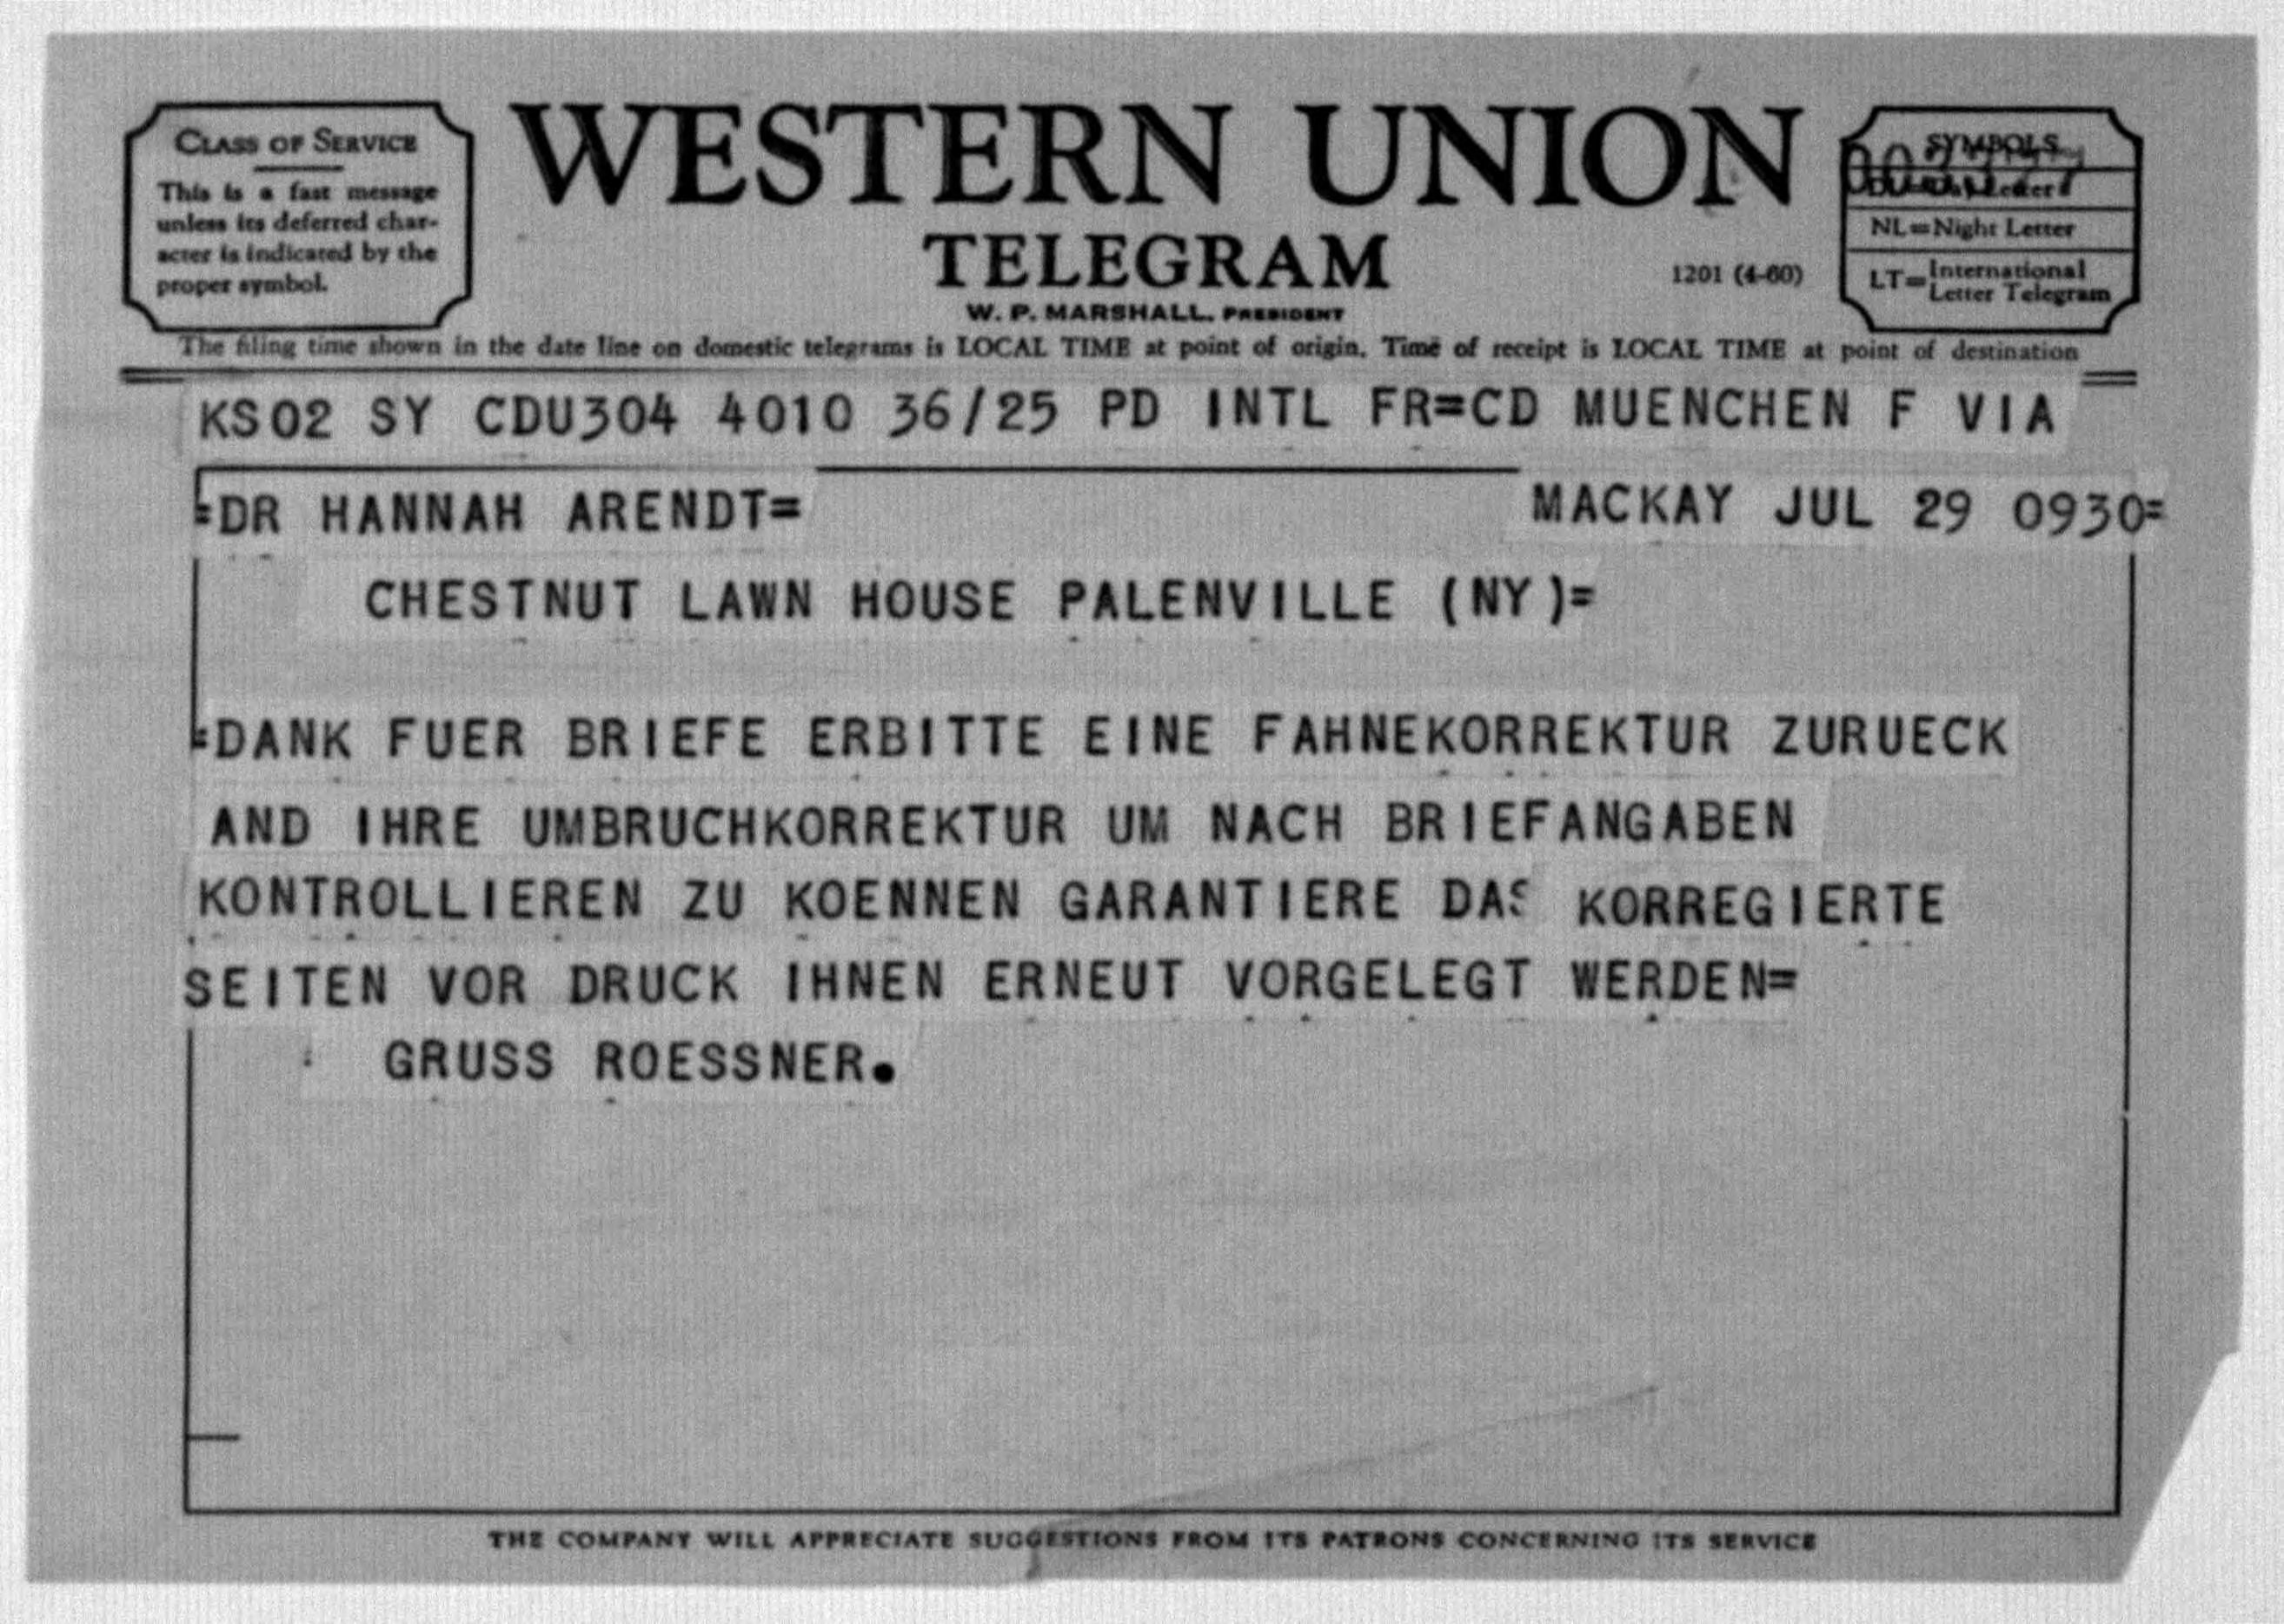 CLASS OF SERVICE
This is a fast message
unless its deferred char-
acter is indicated by the
proper symbol.
WESTERN UNION
TELEGRAM
W. P. MARSHALL, PRESIDENT
1201 (4-60)
SYMBOLS
Letter
NL=Night Letter
LT=International Letter Telegram
The filing time shown in the date line on domestic telegrams is LOCAL TIME at point of origin. Time of receipt is LOCAL TIME at point of destination
KS02 SY CDU304 4010 36/25 PD INTL FR=CD MUENCHEN F VIA
=DR HANNAH ARENDT= MACKAY JUL 29 0930=
CHESTNUT LAWN HOUSE PALENVILLE (NY)=
=DANK FUER BRIEFE ERBITTE EINE FAHNEKORREKTUR ZURUECK
AND IHRE UMBRUCHKORREKTUR UM NACH BRIEFANGABEN
KONTROLLIEREN ZU KOENNEN GARANTIERE DAS KORREGIERTE
SEITEN VOR DRUCK IHNEN ERNEUT VORGELEGT WERDEN=
GRUSS ROESSNER.
THE COMPANY WILL APPRECIATE SUGGESTIONS FROM ITS PATRONS CONCERNING ITS SERVICE